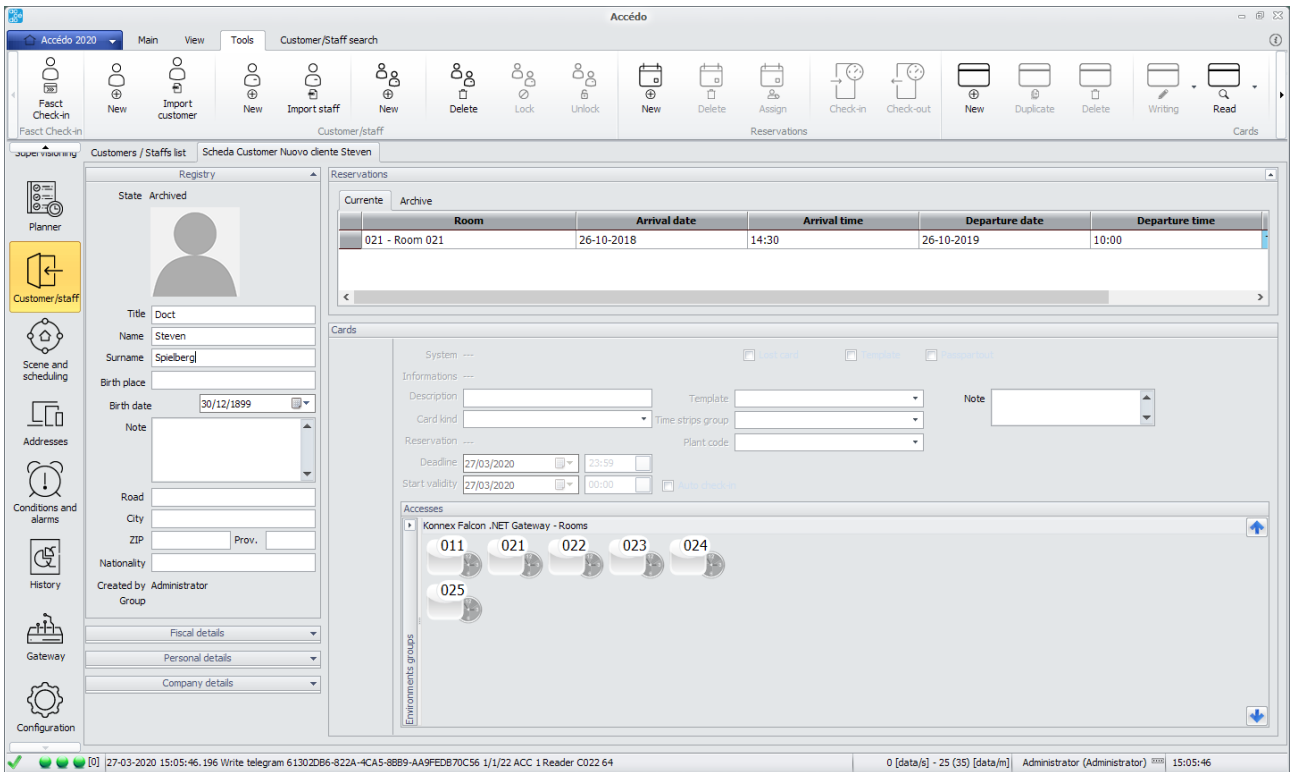 Accédo
Accédo 2020 Main View Tools Customer/Staff search
Fasct Check-in New Import customer New Import staff New Delete Lock Unlock New Delete Assign Check-in Check-out New Duplicate Delete Writing Read
Fasct Check-in Customer/staff Reservations Cards
Supervisioning Customers / Staffs list Scheda Customer Nuovo cliente Steven
Planner
Customer/staff
Scene and scheduling
Addresses
Conditions and alarms
History
Gateway
Configuration
Registry
State Archived
Title Doct
Name Steven
Surname Spielberg
Birth place
Birth date 30/12/1899
Note
Road
City
ZIP Prov.
Nationality
Created by Administrator
Group
Fiscal details
Personal details
Company details
Reservations
Currente Archive
Room Arrival date Arrival time Departure date Departure time
021 - Room 021 26-10-2018 14:30 26-10-2019 10:00
Cards
System ---
Informations ---
Description Template Note
Card kind Time strips group
Reservation --- Plant code
Deadline 27/03/2020 23:59
Start validity 27/03/2020 00:00
Accesses
Konnex Falcon .NET Gateway - Rooms
011 021 022 023 024
025
Environments groups
[0] 27-03-2020 15:05:46.196 Write telegram 61302DB6-822A-4CA5-8BB9-AA9FEDB70C56 1/1/22 ACC 1 Reader C022 64 0 [data/s] - 25 (35) [data/m] Administrator (Administrator) 15:05:46